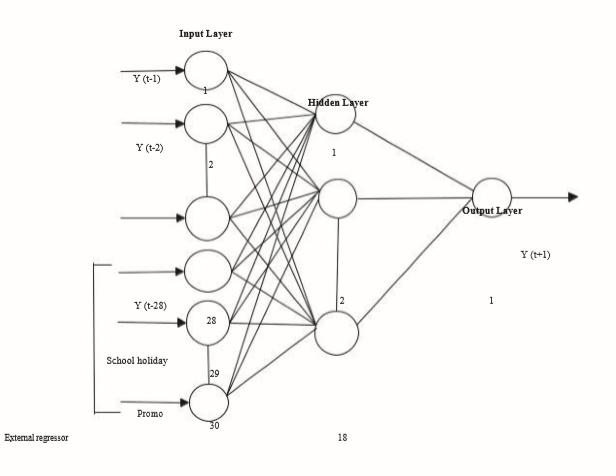 Input Layer
Y (t-1)
1
Hidden Layer
Y (t-2)
1
2
Output Layer
Y (t+1)
Y (t-28)
2
1
28
School holiday
29
Promo
30
External regressor
18